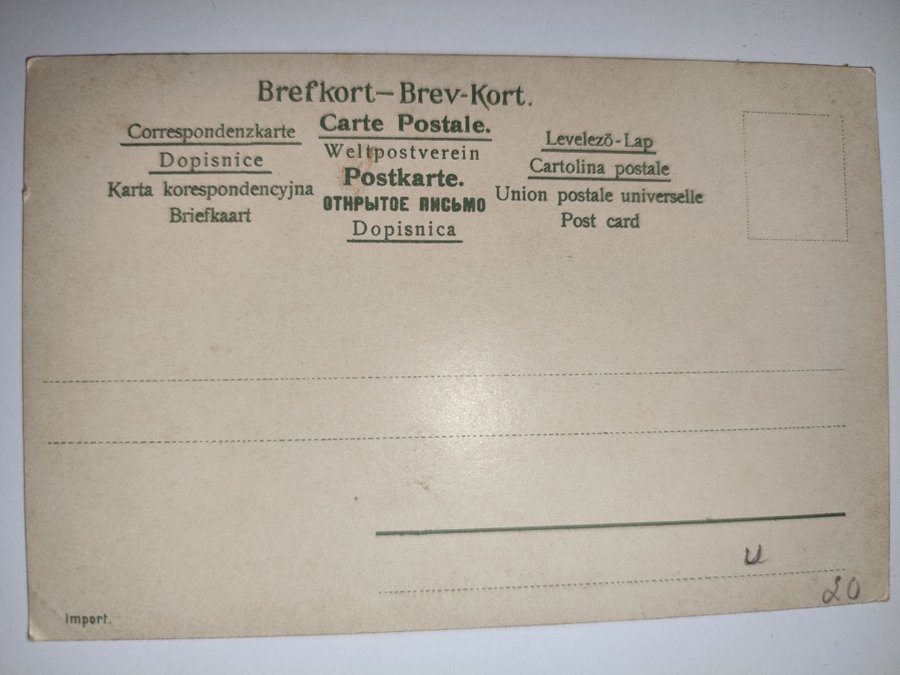 Brefkort–Brev-Kort.
Correspondenzkarte
Dopisnice
Karta korespondencyjna
Briefkaart
Carte Postale.
Weltpostverein
Postkarte.
ОТКРЫТОЕ ПИСЬМО
Dopisnica
Levelező-Lap
Cartolina postale
Union postale universelle
Post card
u
20
Import.